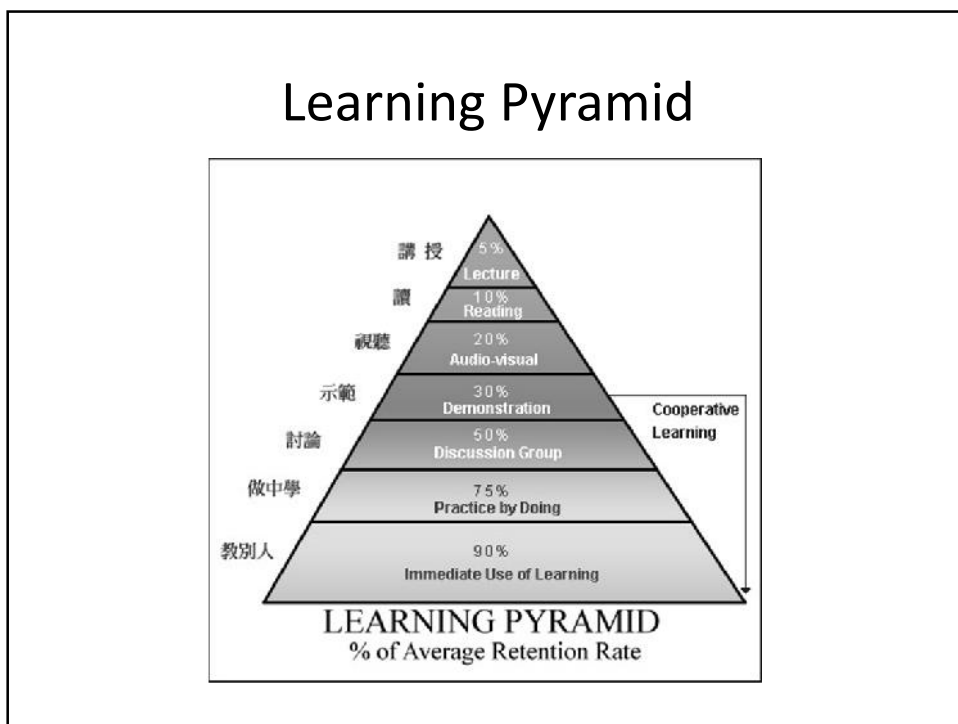 Learning Pyramid
講 授
5%
Lecture
讀
10%
Reading
視聽
20%
Audio-visual
示範
30%
Demonstration
Cooperative
Learning
討論
50%
Discussion Group
做中學
75%
Practice by Doing
教別人
90%
Immediate Use of Learning
LEARNING PYRAMID
% of Average Retention Rate